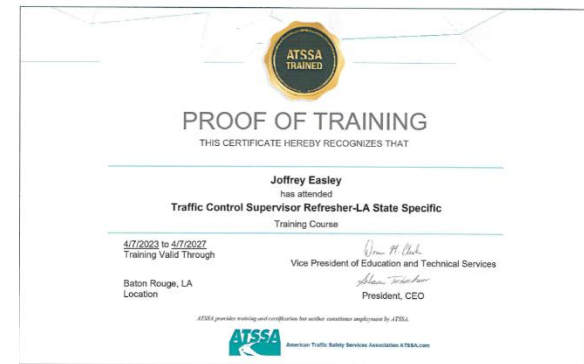 ATSSA
TRAINED
PROOF OF TRAINING
THIS CERTIFICATE HEREBY RECOGNIZES THAT
Joffrey Easley
has attended
Traffic Control Supervisor Refresher-LA State Specific
Training Course
4/7/2023 to 4/7/2027
Training Valid Through
Vice President of Education and Technical Services
Baton Rouge, LA
Location
President, CEO
ATSSA provides training and certification but neither constitutes employment by ATSSA.
ATSSA
American Traffic Safety Services Association ATSSA.com